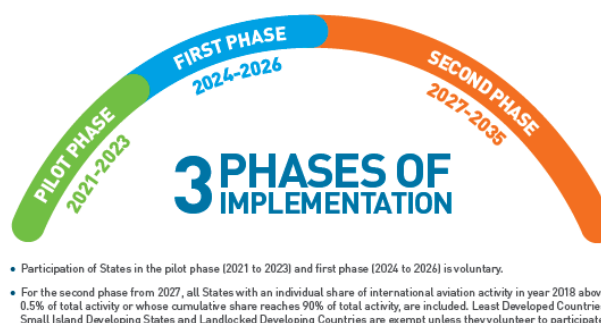 PILOT PHASE
2021-2023
FIRST PHASE
2024-2026
SECOND PHASE
2027-2035
3 PHASES OF
IMPLEMENTATION
• Participation of States in the pilot phase (2021 to 2023) and first phase (2024 to 2026) is voluntary.
• For the second phase from 2027, all States with an individual share of international aviation activity in year 2018 abov
0.5% of total activity or whose cumulative share reaches 90% of total activity, are included. Least Developed Countrie
Small Island Developing States and Landlocked Developing Countries are exempt unless they volunteer to participate